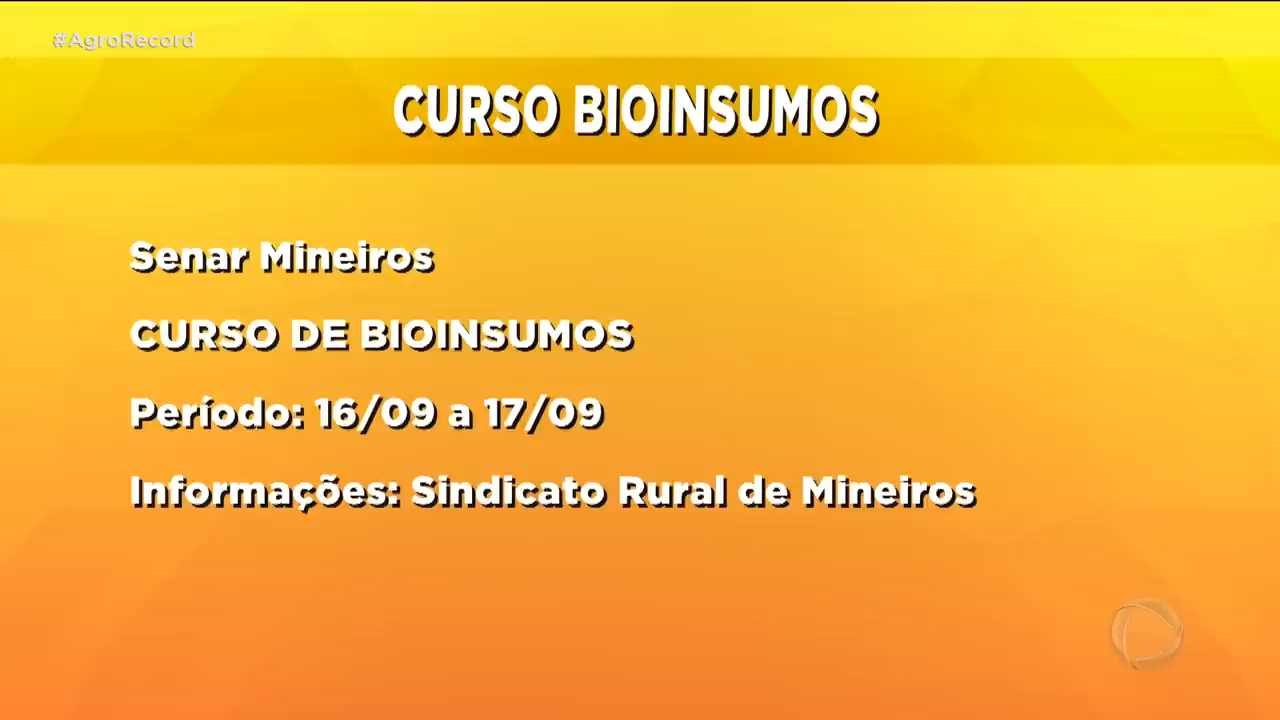 #AgroRecord
CURSO BIOINSUMOS
Senar Mineiros
CURSO DE BIOINSUMOS
Período: 16/09 a 17/09
Informações: Sindicato Rural de Mineiros